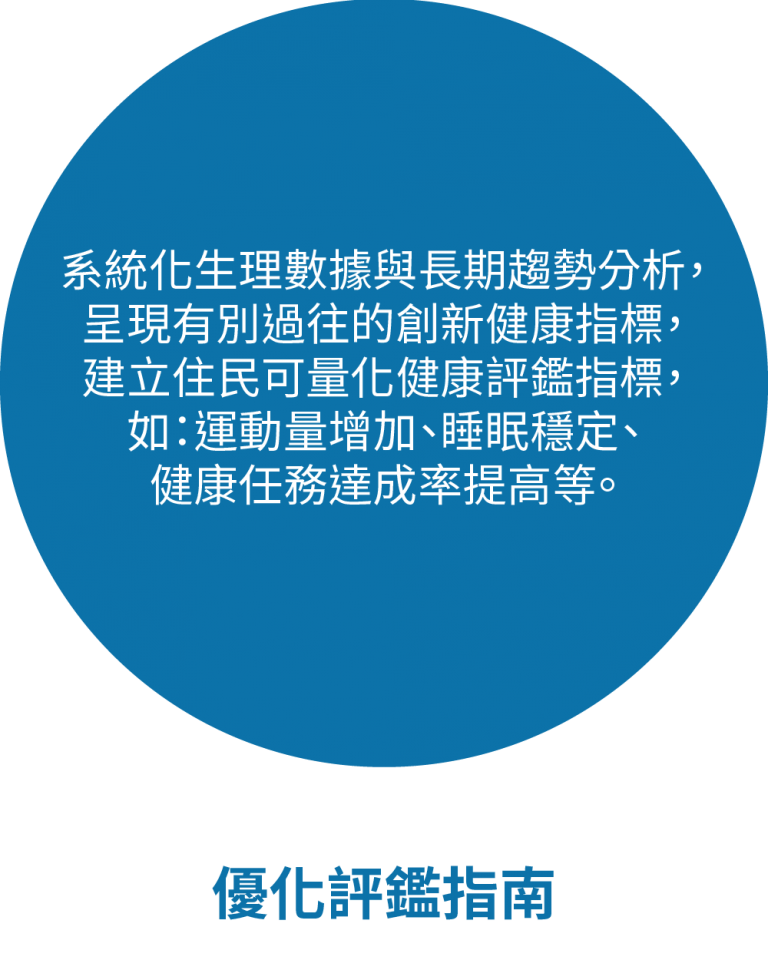 系統化生理數據與長期趨勢分析，
呈現有別過往的創新健康指標，
建立住民可量化健康評鑑指標，
如：運動量增加、睡眠穩定、
健康任務達成率提高等。
優化評鑑指南